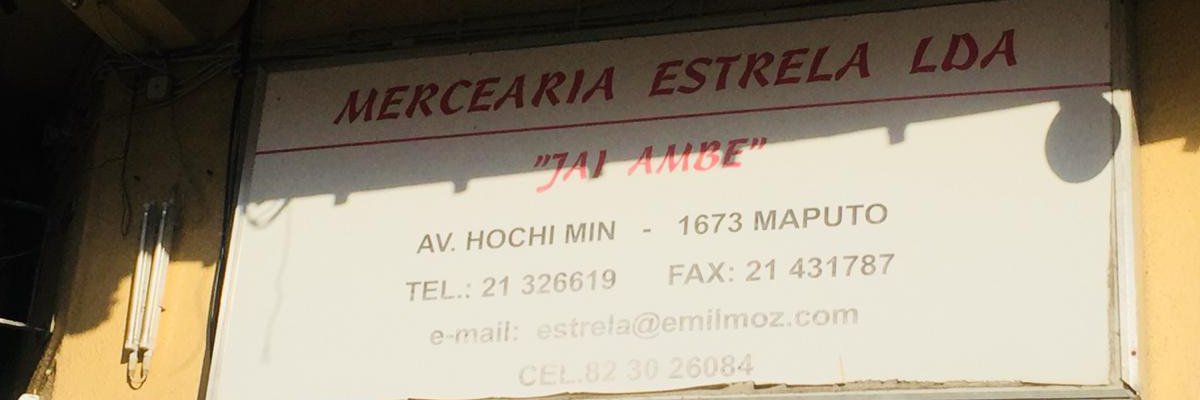 MERCEARIA ESTRELA LDA
"JAI AMBE"
AV. HOCHI MIN - 1673 MAPUTO
TEL.: 21 326619 FAX: 21 431787
e-mail: estrela@emilmoz.com
CEL.82 30 26084